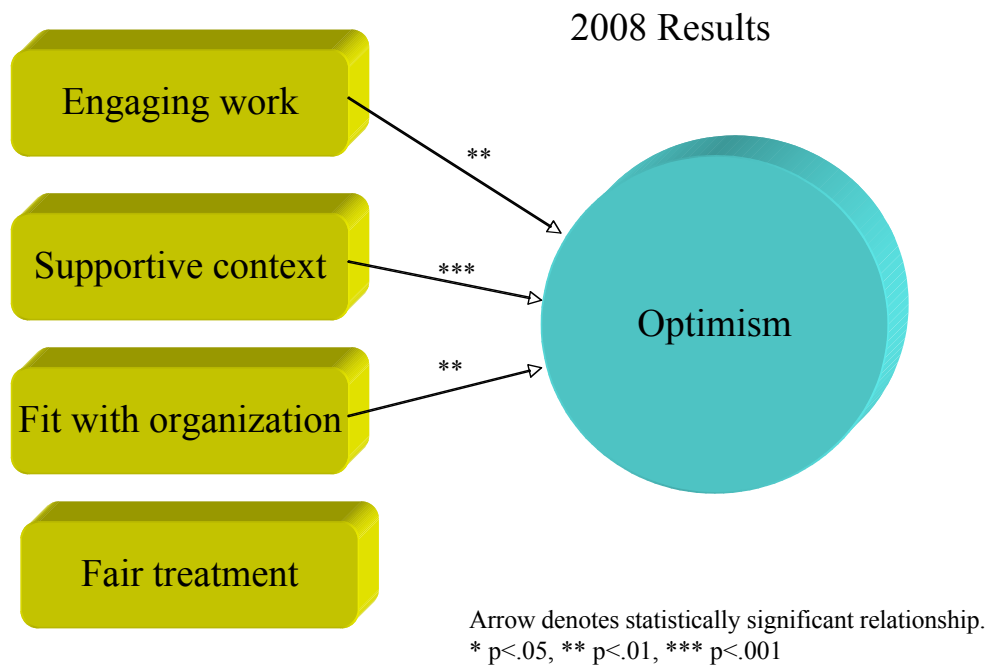 2008 Results
Engaging work
**
Supportive context
***
Optimism
**
Fit with organization
Fair treatment
Arrow denotes statistically significant relationship.
* p<.05, ** p<.01, *** p<.001